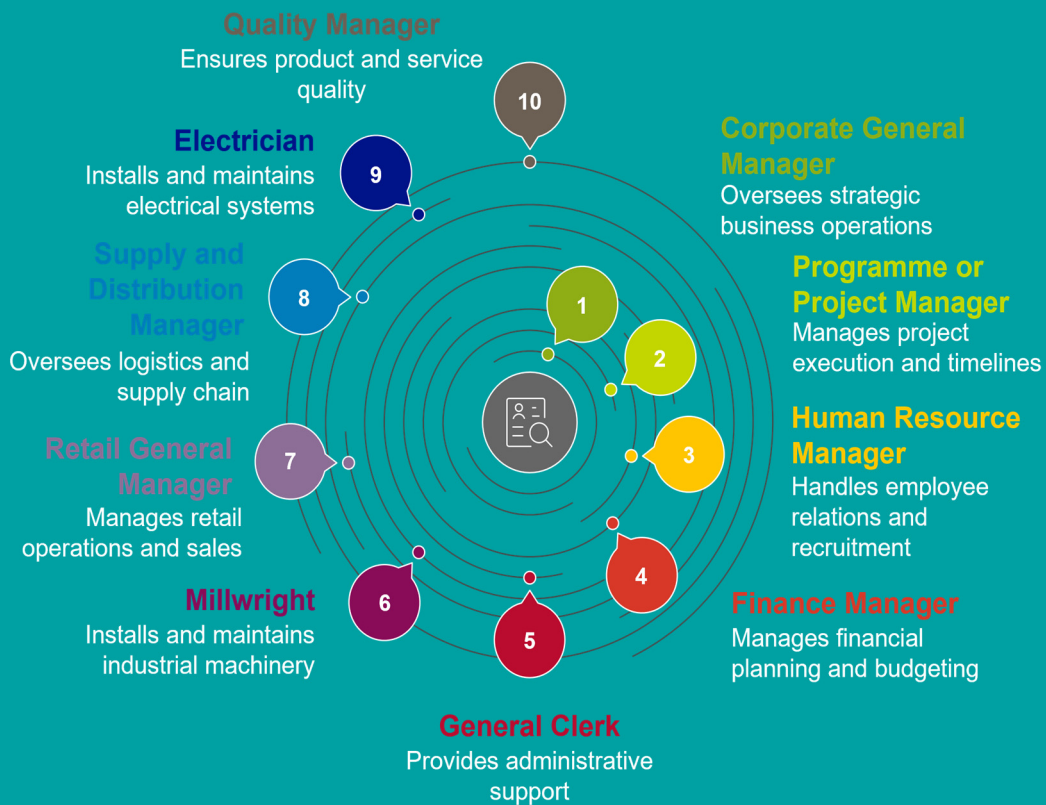 Quality Manager
Ensures product and service
quality
10
Electrician
Installs and maintains
electrical systems
9
Corporate General
Manager
Oversees strategic
business operations
1
Supply and
Distribution
Manager
Oversees logistics and
supply chain
8
Programme or
Project Manager
Manages project
execution and timelines
2
Human Resource
Manager
Handles employee
relations and
recruitment
3
Retail General
Manager
Manages retail
operations and sales
7
Millwright
Installs and maintains
industrial machinery
6
4
Finance Manager
Manages financial
planning and budgeting
5
General Clerk
Provides administrative
support